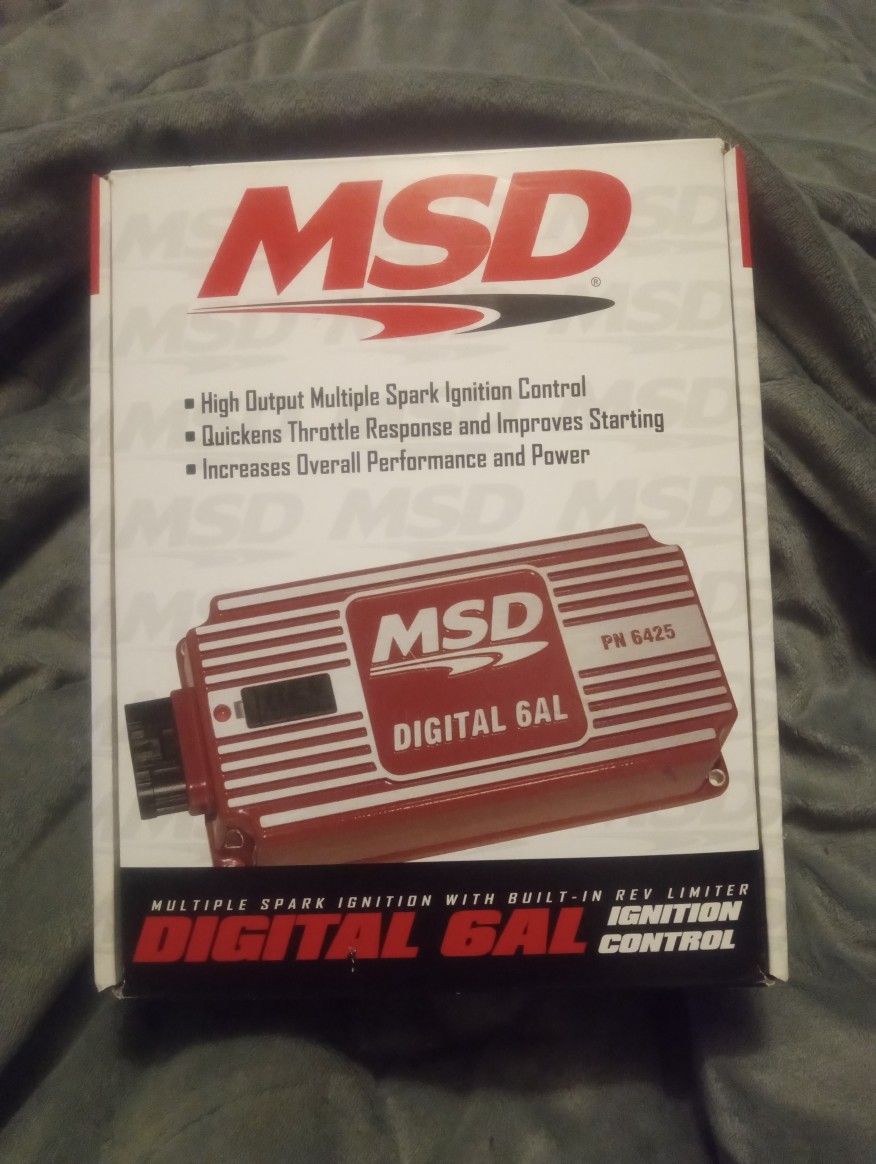 MSD
®
▪ High Output Multiple Spark Ignition Control
▪ Quickens Throttle Response and Improves Starting
▪ Increases Overall Performance and Power
MSD
DIGITAL 6AL
PN 6425
MULTIPLE SPARK IGNITION WITH BUILT-IN REV LIMITER
DIGITAL 6AL IGNITION
CONTROL